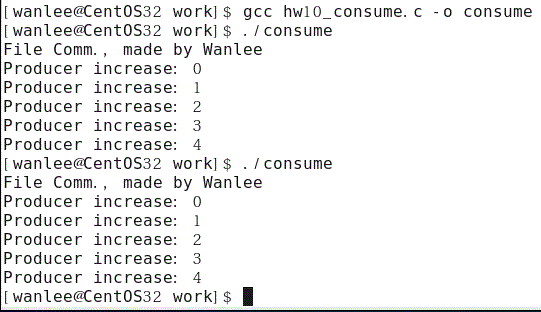 [wanlee@CentOS32 work]$ gcc hw10_consume.c -o consume
[wanlee@CentOS32 work]$ ./consume
File Comm., made by Wanlee
Producer increase: 0
Producer increase: 1
Producer increase: 2
Producer increase: 3
Producer increase: 4
[wanlee@CentOS32 work]$ ./consume
File Comm., made by Wanlee
Producer increase: 0
Producer increase: 1
Producer increase: 2
Producer increase: 3
Producer increase: 4
[wanlee@CentOS32 work]$